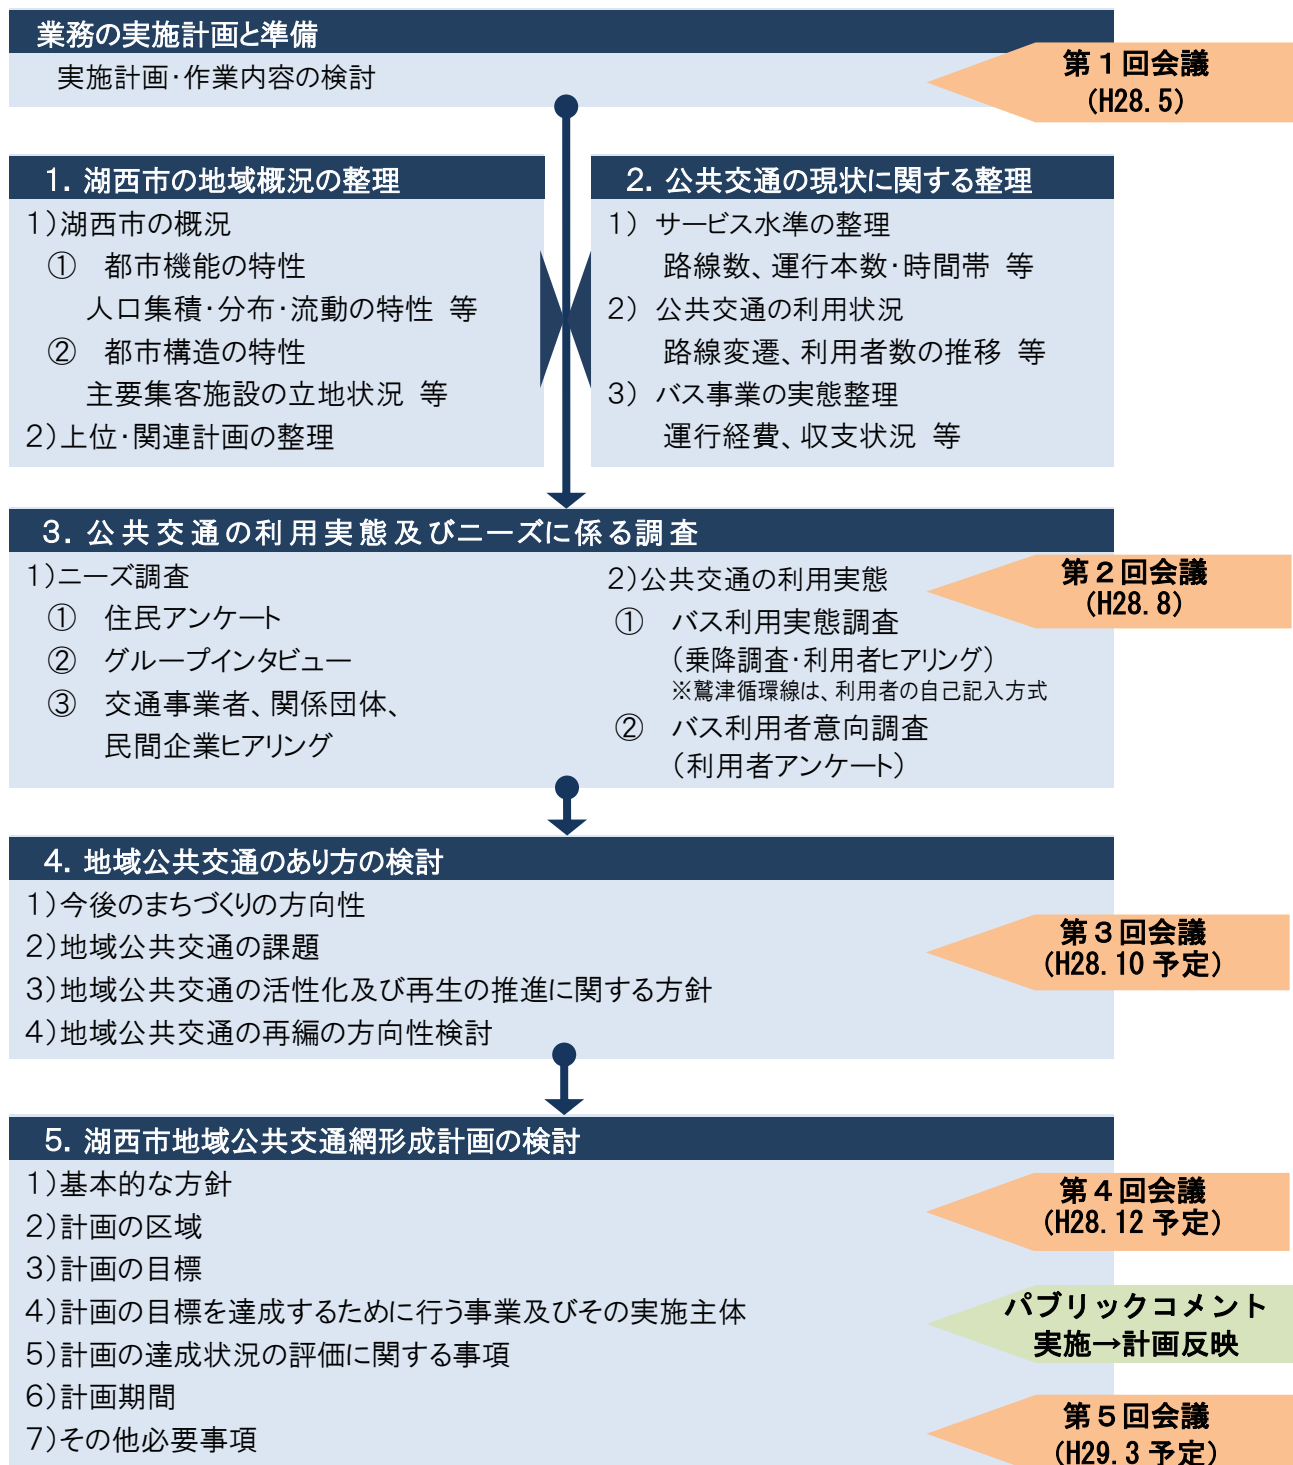 業務の実施計画と準備
実施計画・作業内容の検討
第１回会議
(H28.5)
１．湖西市の地域概況の整理
１）湖西市の概況
① 都市機能の特性
人口集積・分布・流動の特性 等
② 都市構造の特性
主要集客施設の立地状況 等
２）上位・関連計画の整理
２．公共交通の現状に関する整理
１） サービス水準の整理
路線数、運行本数・時間帯 等
２） 公共交通の利用状況
路線変遷、利用者数の推移 等
３） バス事業の実態整理
運行経費、収支状況 等
３．公共交通の利用実態及びニーズに係る調査
１）ニーズ調査
① 住民アンケート
② グループインタビュー
③ 交通事業者、関係団体、
民間企業ヒアリング
２）公共交通の利用実態
① バス利用実態調査
（乗降調査・利用者ヒアリング）
※鷲津循環線は、利用者の自己記入方式
② バス利用者意向調査
（利用者アンケート）
第２回会議
(H28.8)
４．地域公共交通のあり方の検討
１）今後のまちづくりの方向性
２）地域公共交通の課題
３）地域公共交通の活性化及び再生の推進に関する方針
４）地域公共交通の再編の方向性検討
第３回会議
(H28.10 予定)
５．湖西市地域公共交通網形成計画の検討
１）基本的な方針
２）計画の区域
３）計画の目標
４）計画の目標を達成するために行う事業及びその実施主体
５）計画の達成状況の評価に関する事項
６）計画期間
７）その他必要事項
第４回会議
(H28.12 予定)
パブリックコメント
実施→計画反映
第５回会議
(H29.3 予定)